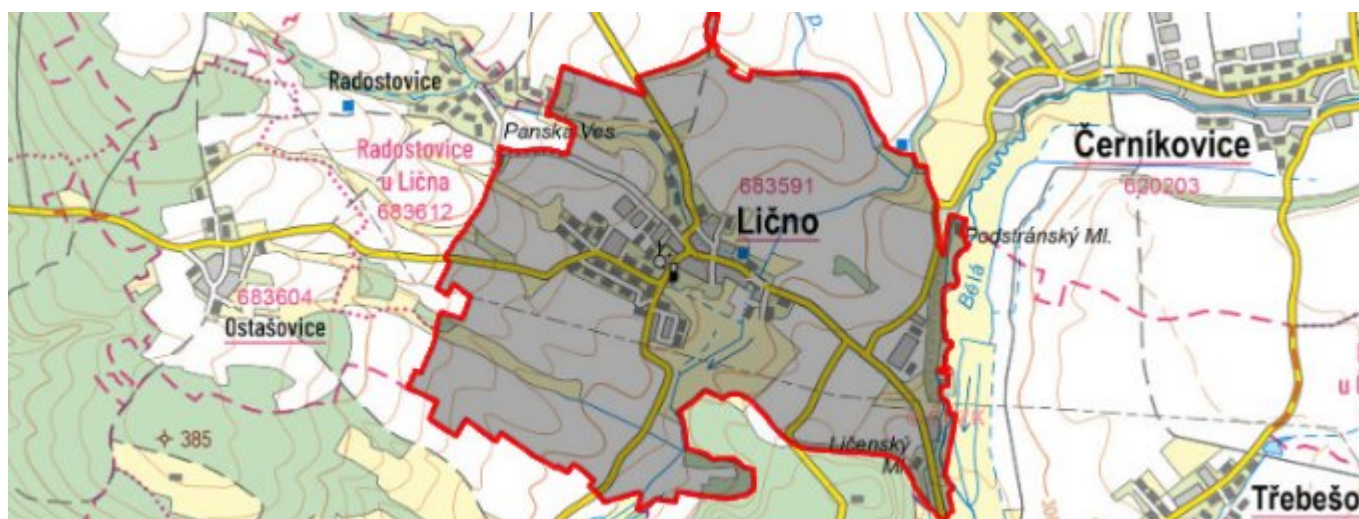 p.
Radostovice
Panská Ves
Černíkovice
Radostovice
u Lična
683612
683591
620203
Lično
Podstránský Ml.
Bělá
683604
Ostašovice
385
Ličenský
Ml.
Třebešo